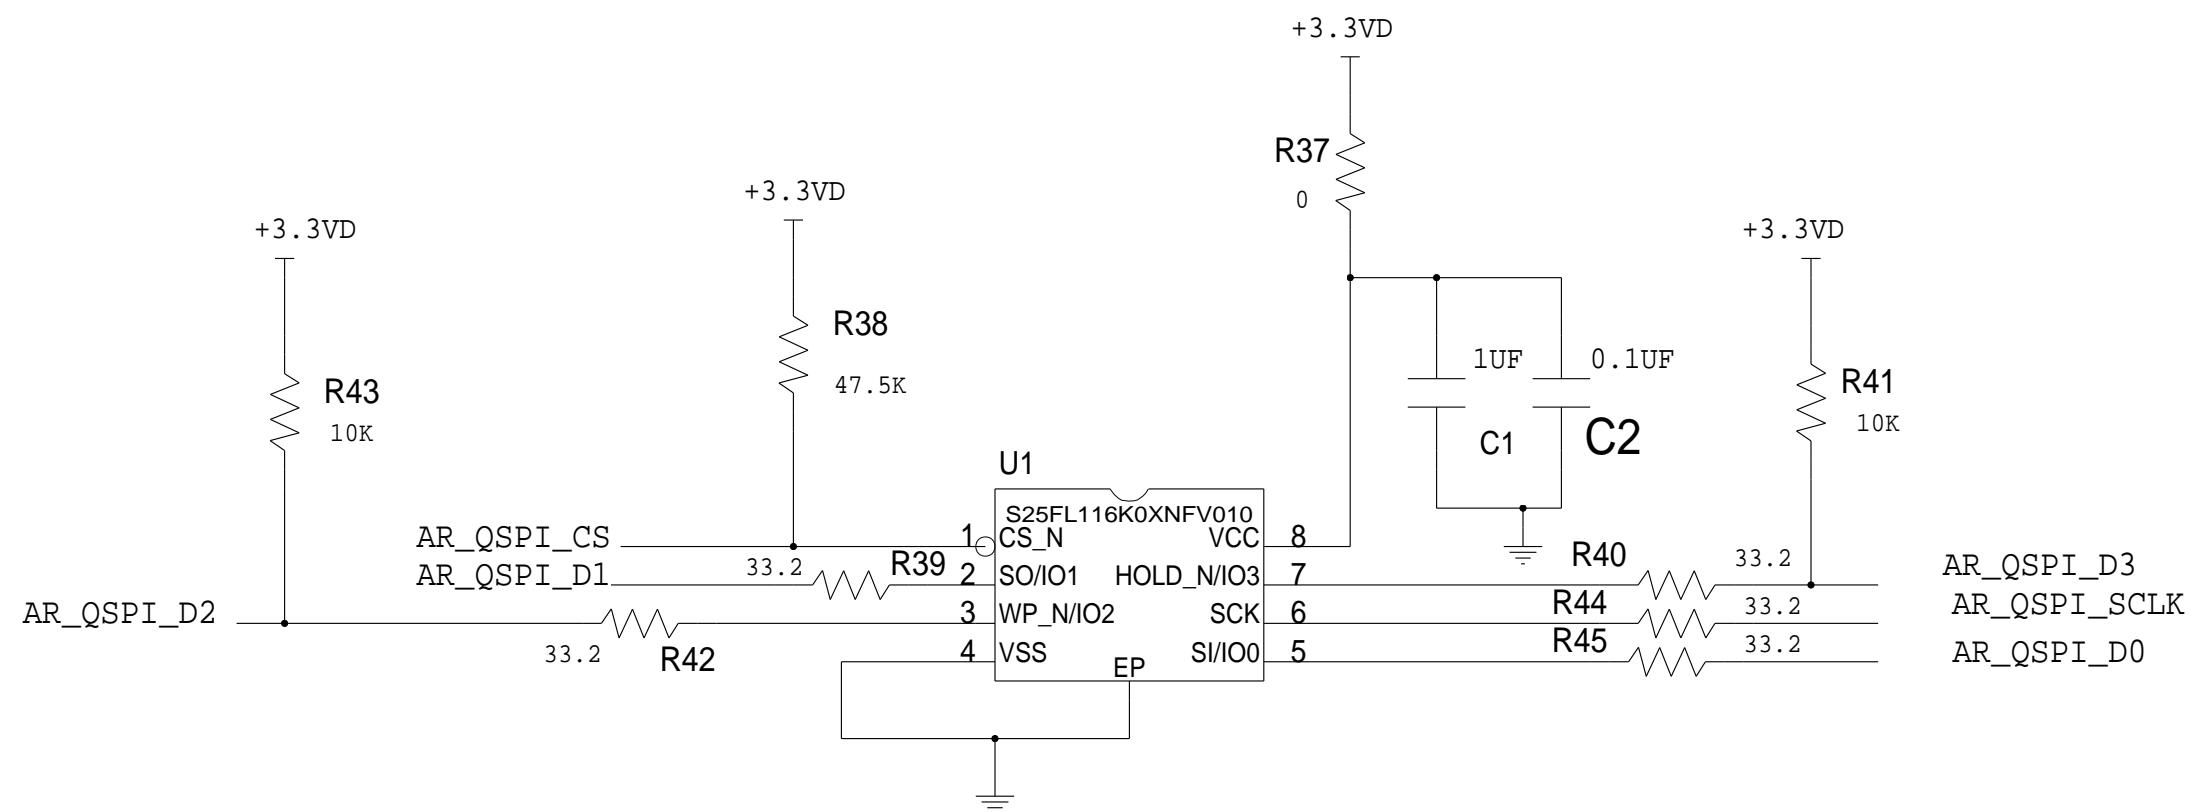 +3.3VD
R37
0
+3.3VD
+3.3VD
+3.3VD
R38
47.5K
R43
10K
1UF
0.1UF
C1
C2
R41
10K
U1
S25FL116K0XNFV010
AR_QSPI_CS
1
CS_N
VCC
8
AR_QSPI_D1
33.2
R39
2
SO/IO1
HOLD_N/IO3
7
R40
33.2
AR_QSPI_D3
AR_QSPI_D2
33.2
R42
3
WP_N/IO2
SCK
6
R44
33.2
AR_QSPI_SCLK
4
VSS
EP
SI/IO0
5
R45
33.2
AR_QSPI_D0